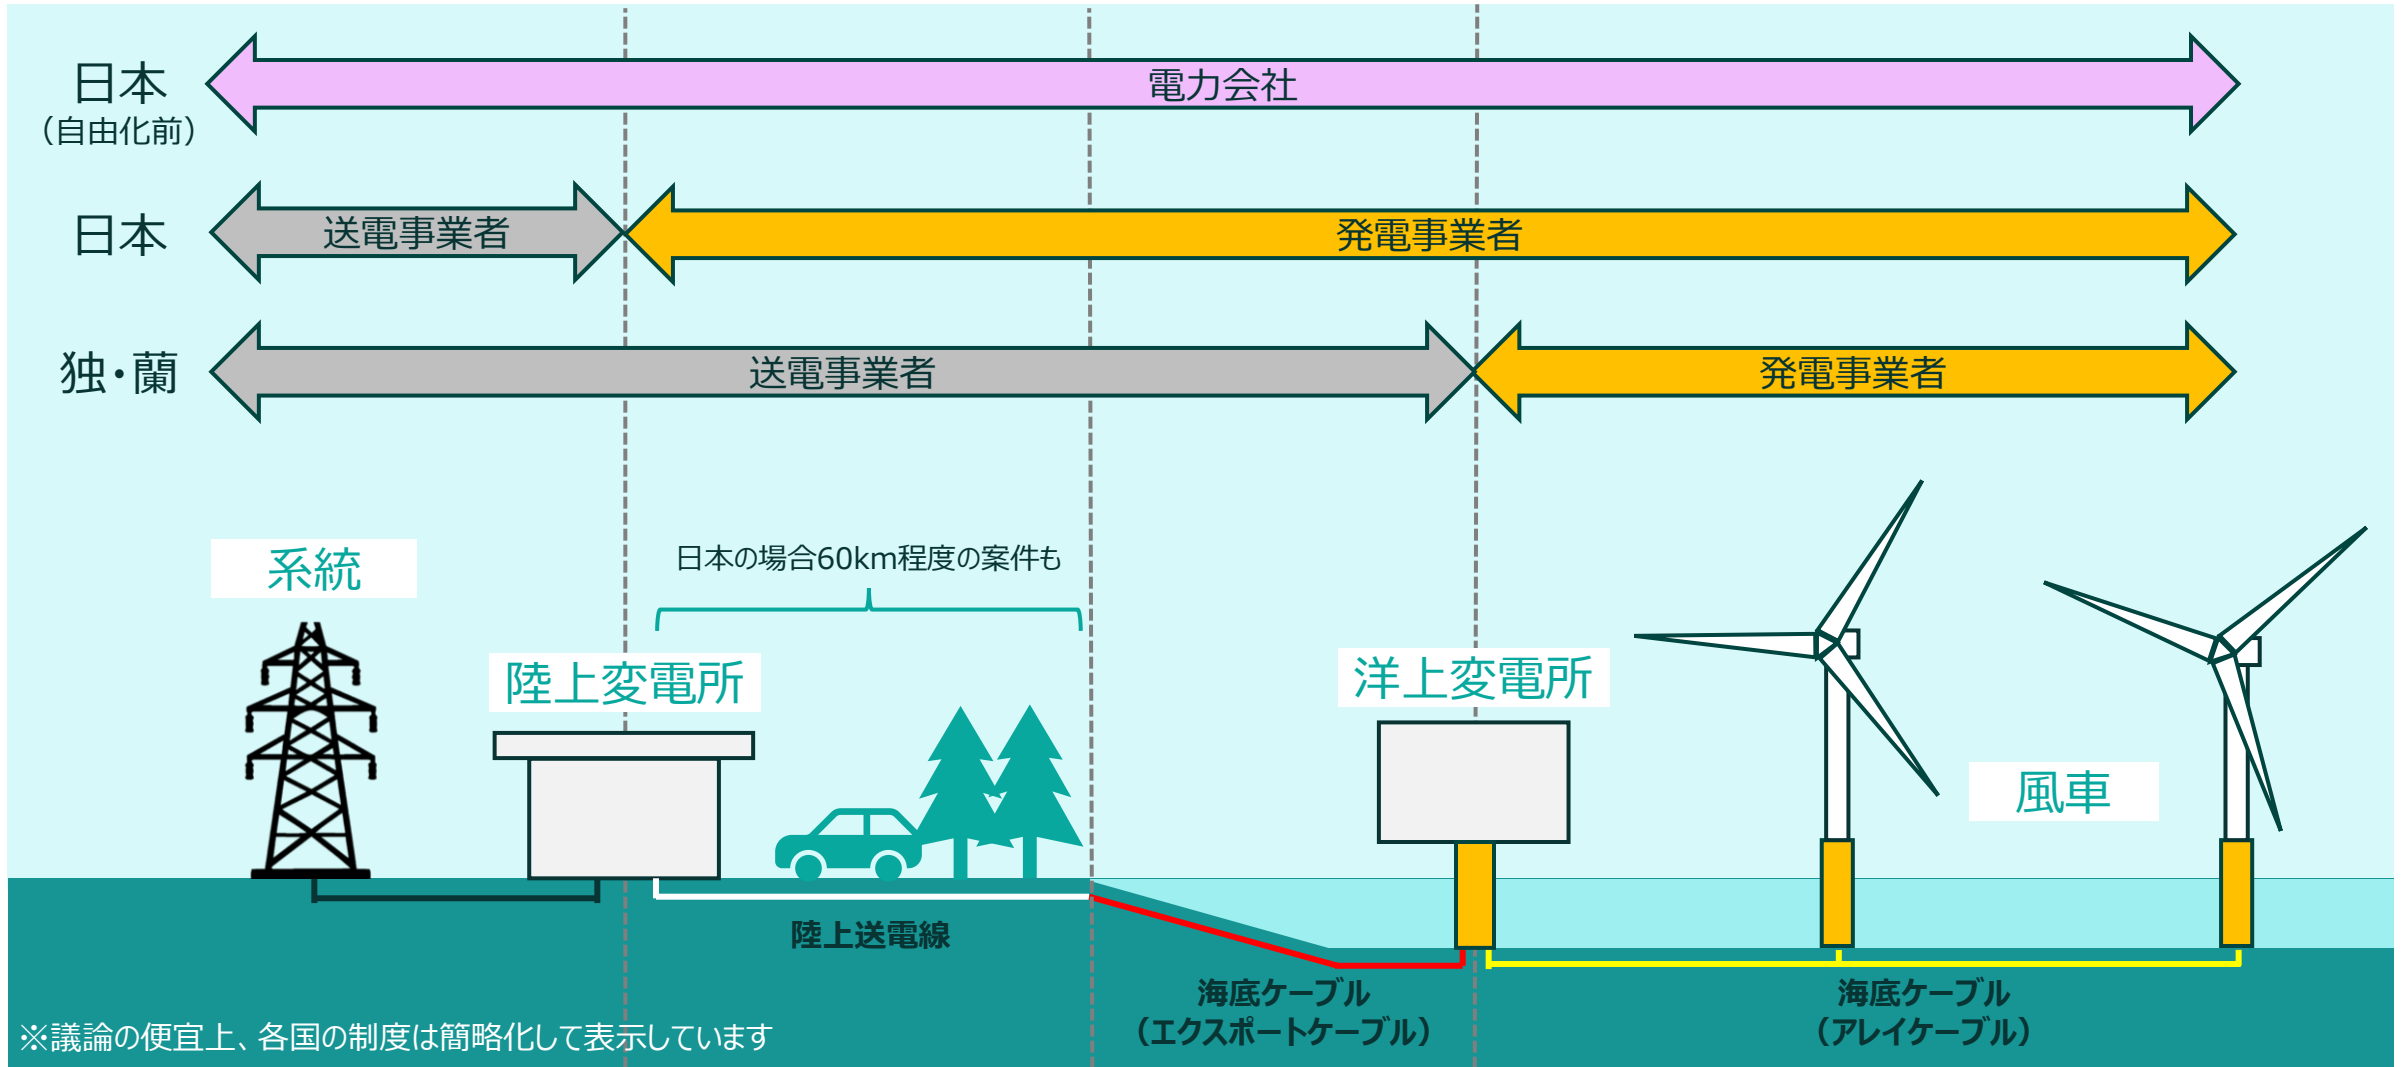 日本
（自由化前）
電力会社
日本
送電事業者
発電事業者
独・蘭
送電事業者
発電事業者
系統
日本の場合60km程度の案件も
陸上変電所
洋上変電所
風車
陸上送電線
海底ケーブル
（エクスポートケーブル）
海底ケーブル
（アレイケーブル）
※議論の便宜上、各国の制度は簡略化して表示しています